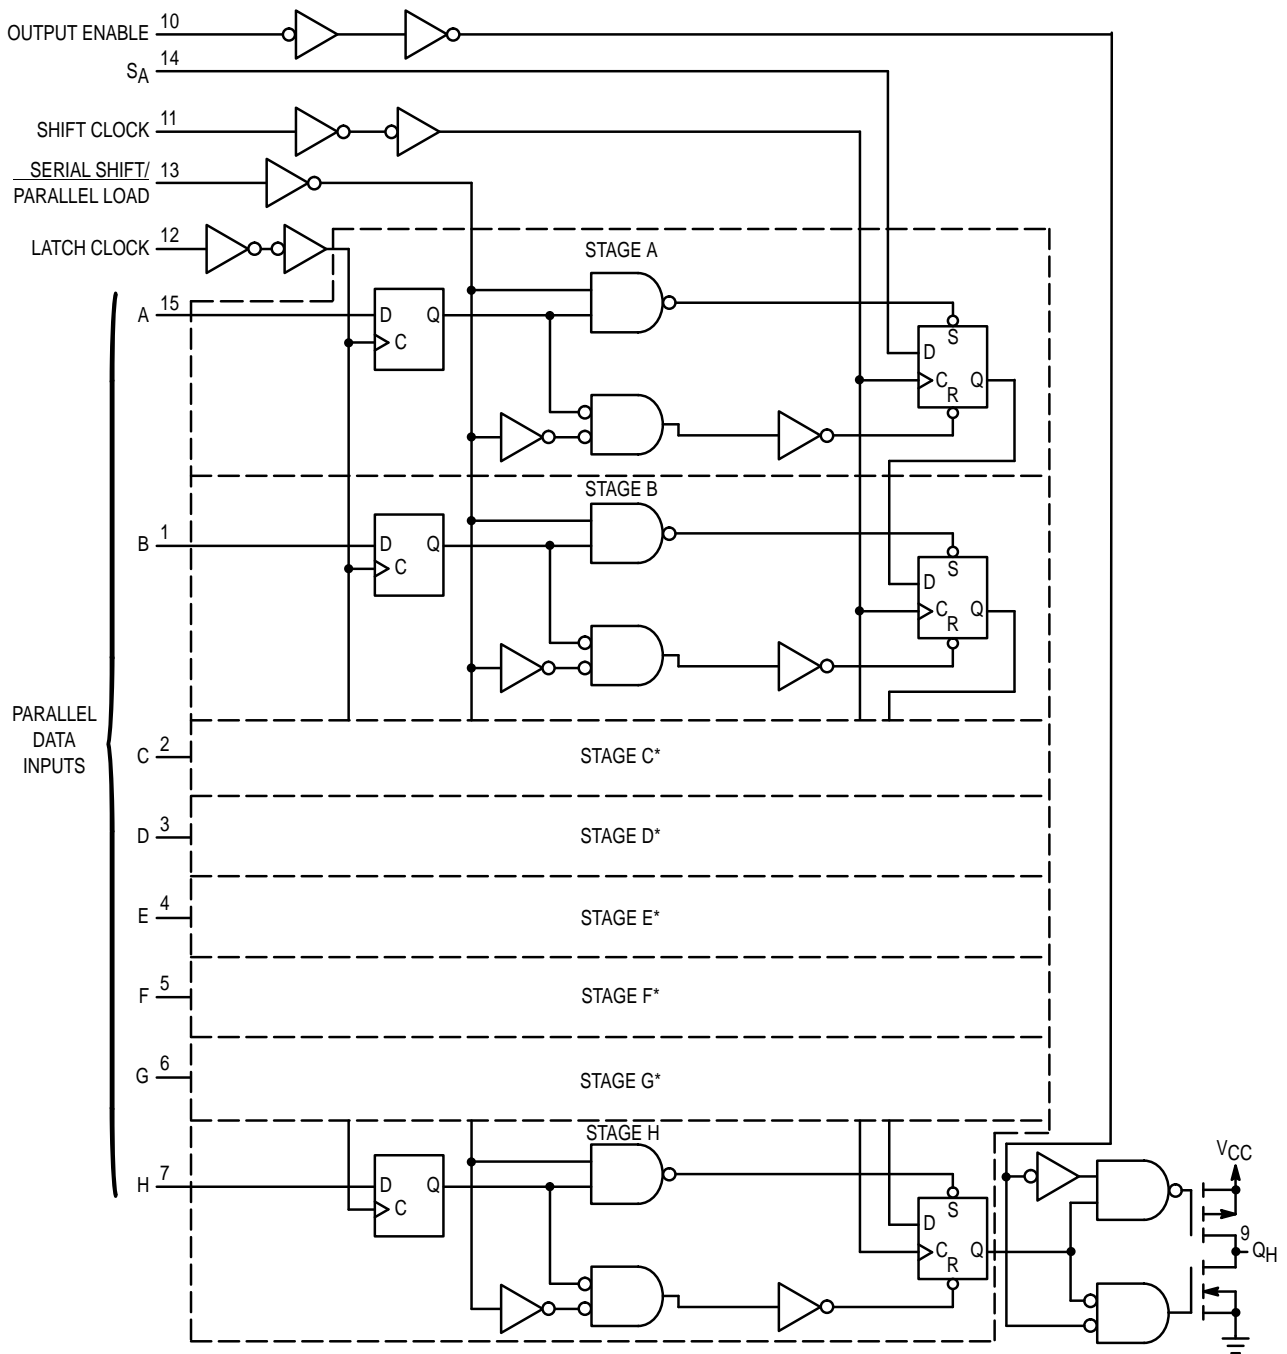 OUTPUT ENABLE 10
SA 14
SHIFT CLOCK 11
SERIAL SHIFT/ 13
PARALLEL LOAD
LATCH CLOCK 12
STAGE A
A 15
D Q
C
S
D
C Q
R
STAGE B
B 1
D Q
C
S
D
C Q
R
PARALLEL
DATA
INPUTS
C 2
STAGE C*
D 3
STAGE D*
E 4
STAGE E*
F 5
STAGE F*
G 6
STAGE G*
STAGE H
H 7
D Q
C
S
D
C Q
R
VCC
9
QH